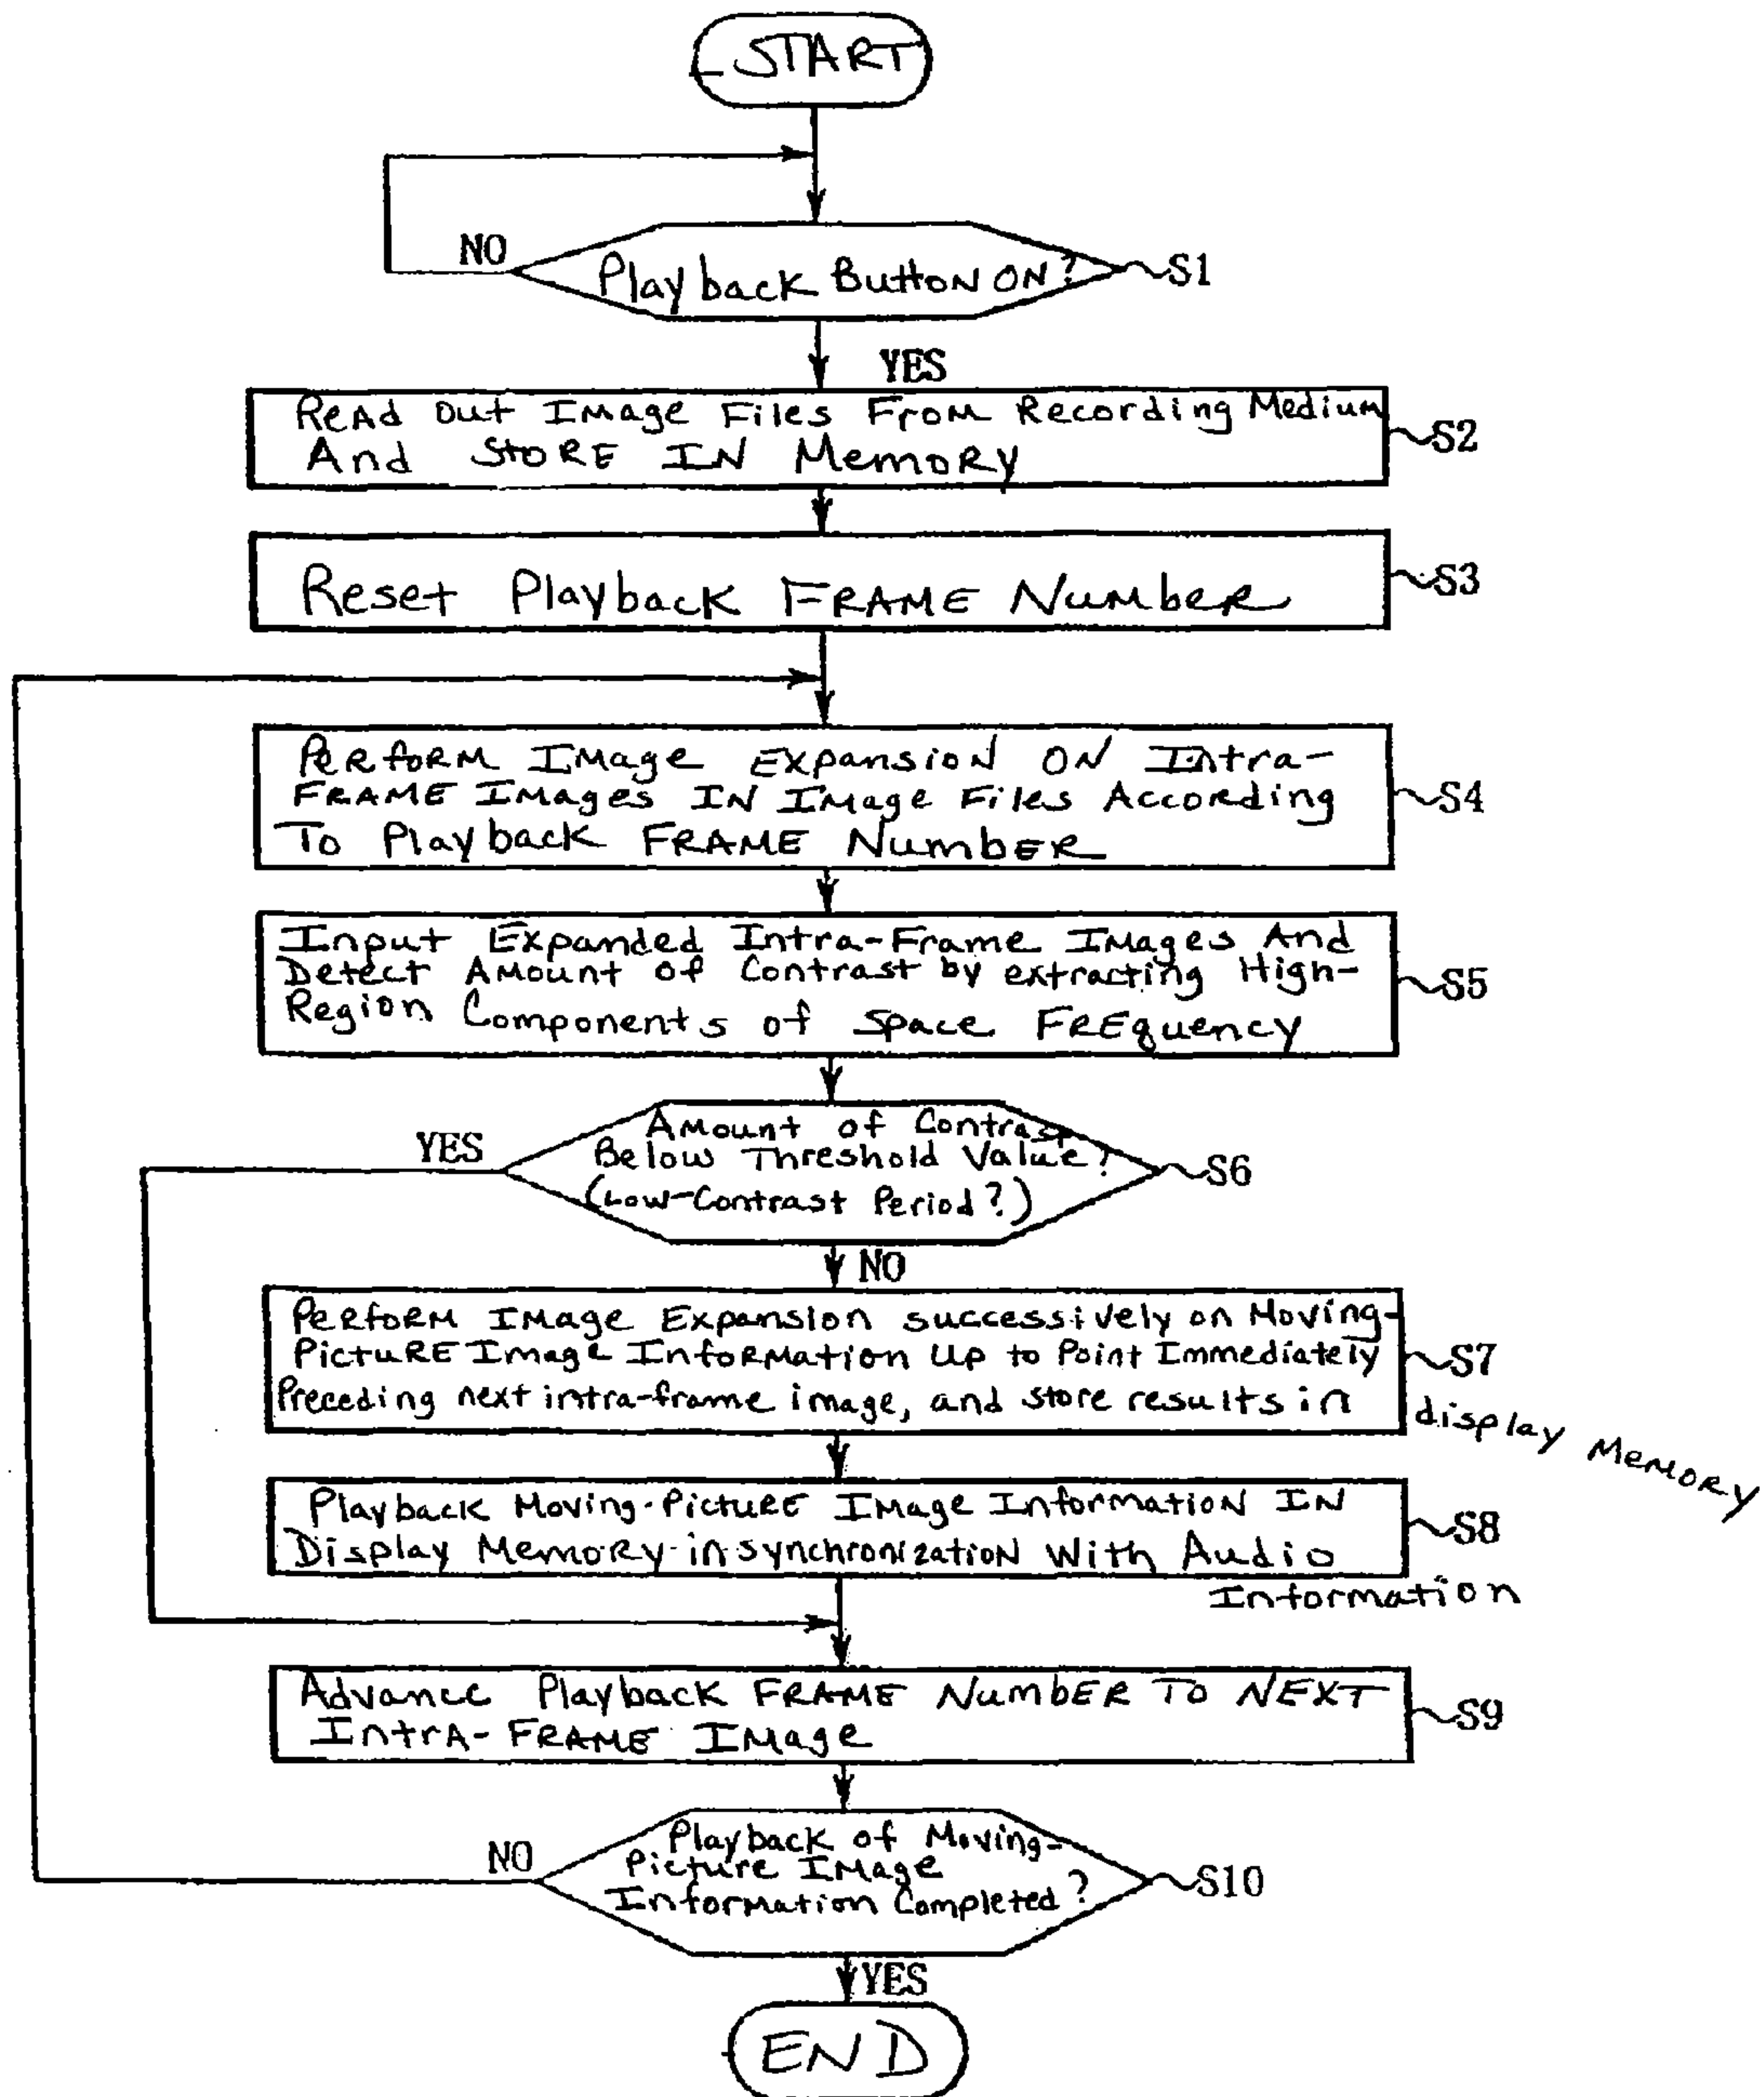 START
NO
Playback Button ON?
S1
YES
Read Out Image Files From Recording Medium
And Store In Memory
S2
Reset Playback Frame Number
S3
Perform Image Expansion On Intra-
Frame Images In Image Files According
To Playback Frame Number
S4
Input Expanded Intra-Frame Images And
Detect Amount of Contrast by extracting High-
Region Components of Space Frequency
S5
YES
Amount of Contrast
Below Threshold Value?
(Low-Contrast Period?)
S6
NO
Perform Image Expansion successively on Moving-
Picture Image Information Up to Point Immediately
Preceding next intra-frame image, and store results in
display Memory
S7
Playback Moving-Picture Image Information In
Display Memory in synchronization With Audio
Information
S8
Advance Playback Frame Number To Next
Intra-Frame Image
S9
NO
Playback of Moving-
Picture Image
Information Completed?
S10
YES
END